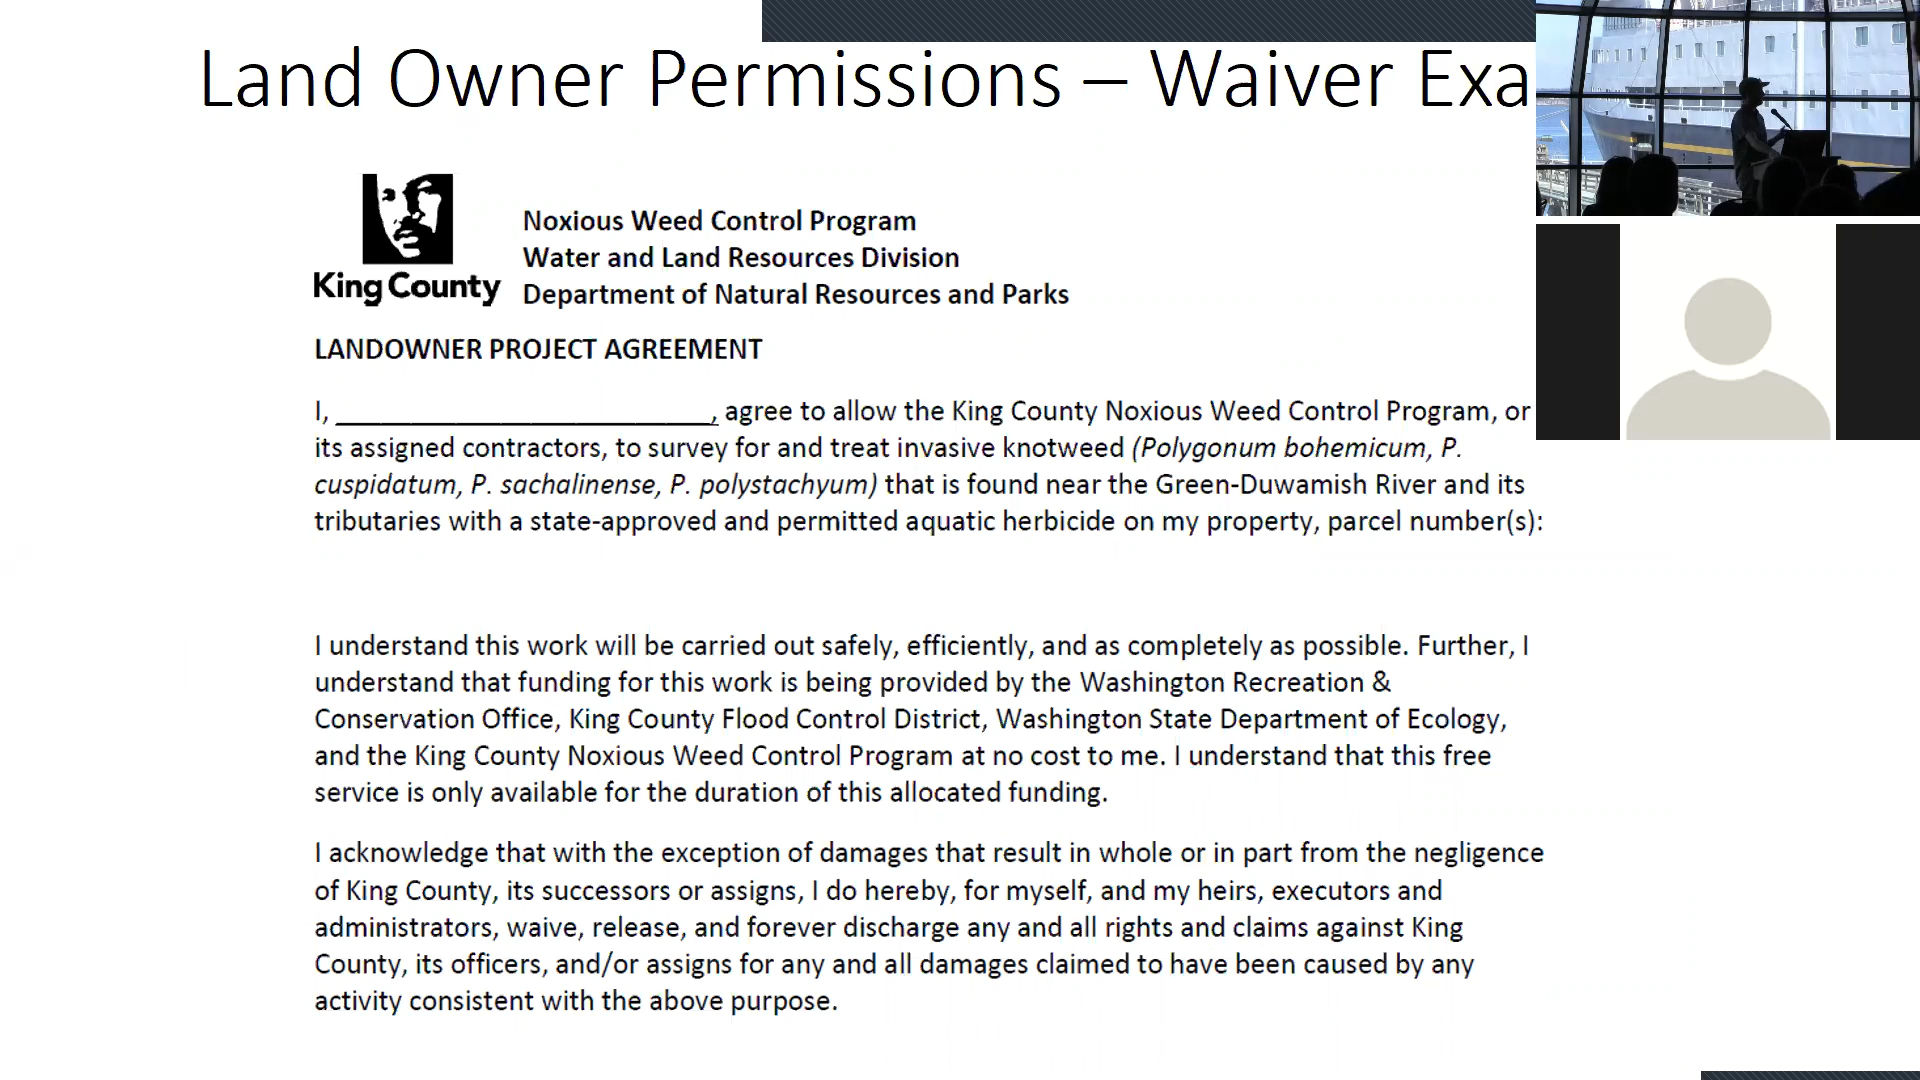 Land Owner Permissions – Waiver Exa
King County
Noxious Weed Control Program
Water and Land Resources Division
Department of Natural Resources and Parks
LANDOWNER PROJECT AGREEMENT
I, __________________________, agree to allow the King County Noxious Weed Control Program, or
its assigned contractors, to survey for and treat invasive knotweed (Polygonum bohemicum, P.
cuspidatum, P. sachalinense, P. polystachyum) that is found near the Green-Duwamish River and its
tributaries with a state-approved and permitted aquatic herbicide on my property, parcel number(s):
I understand this work will be carried out safely, efficiently, and as completely as possible. Further, I
understand that funding for this work is being provided by the Washington Recreation &
Conservation Office, King County Flood Control District, Washington State Department of Ecology,
and the King County Noxious Weed Control Program at no cost to me. I understand that this free
service is only available for the duration of this allocated funding.
I acknowledge that with the exception of damages that result in whole or in part from the negligence
of King County, its successors or assigns, I do hereby, for myself, and my heirs, executors and
administrators, waive, release, and forever discharge any and all rights and claims against King
County, its officers, and/or assigns for any and all damages claimed to have been caused by any
activity consistent with the above purpose.